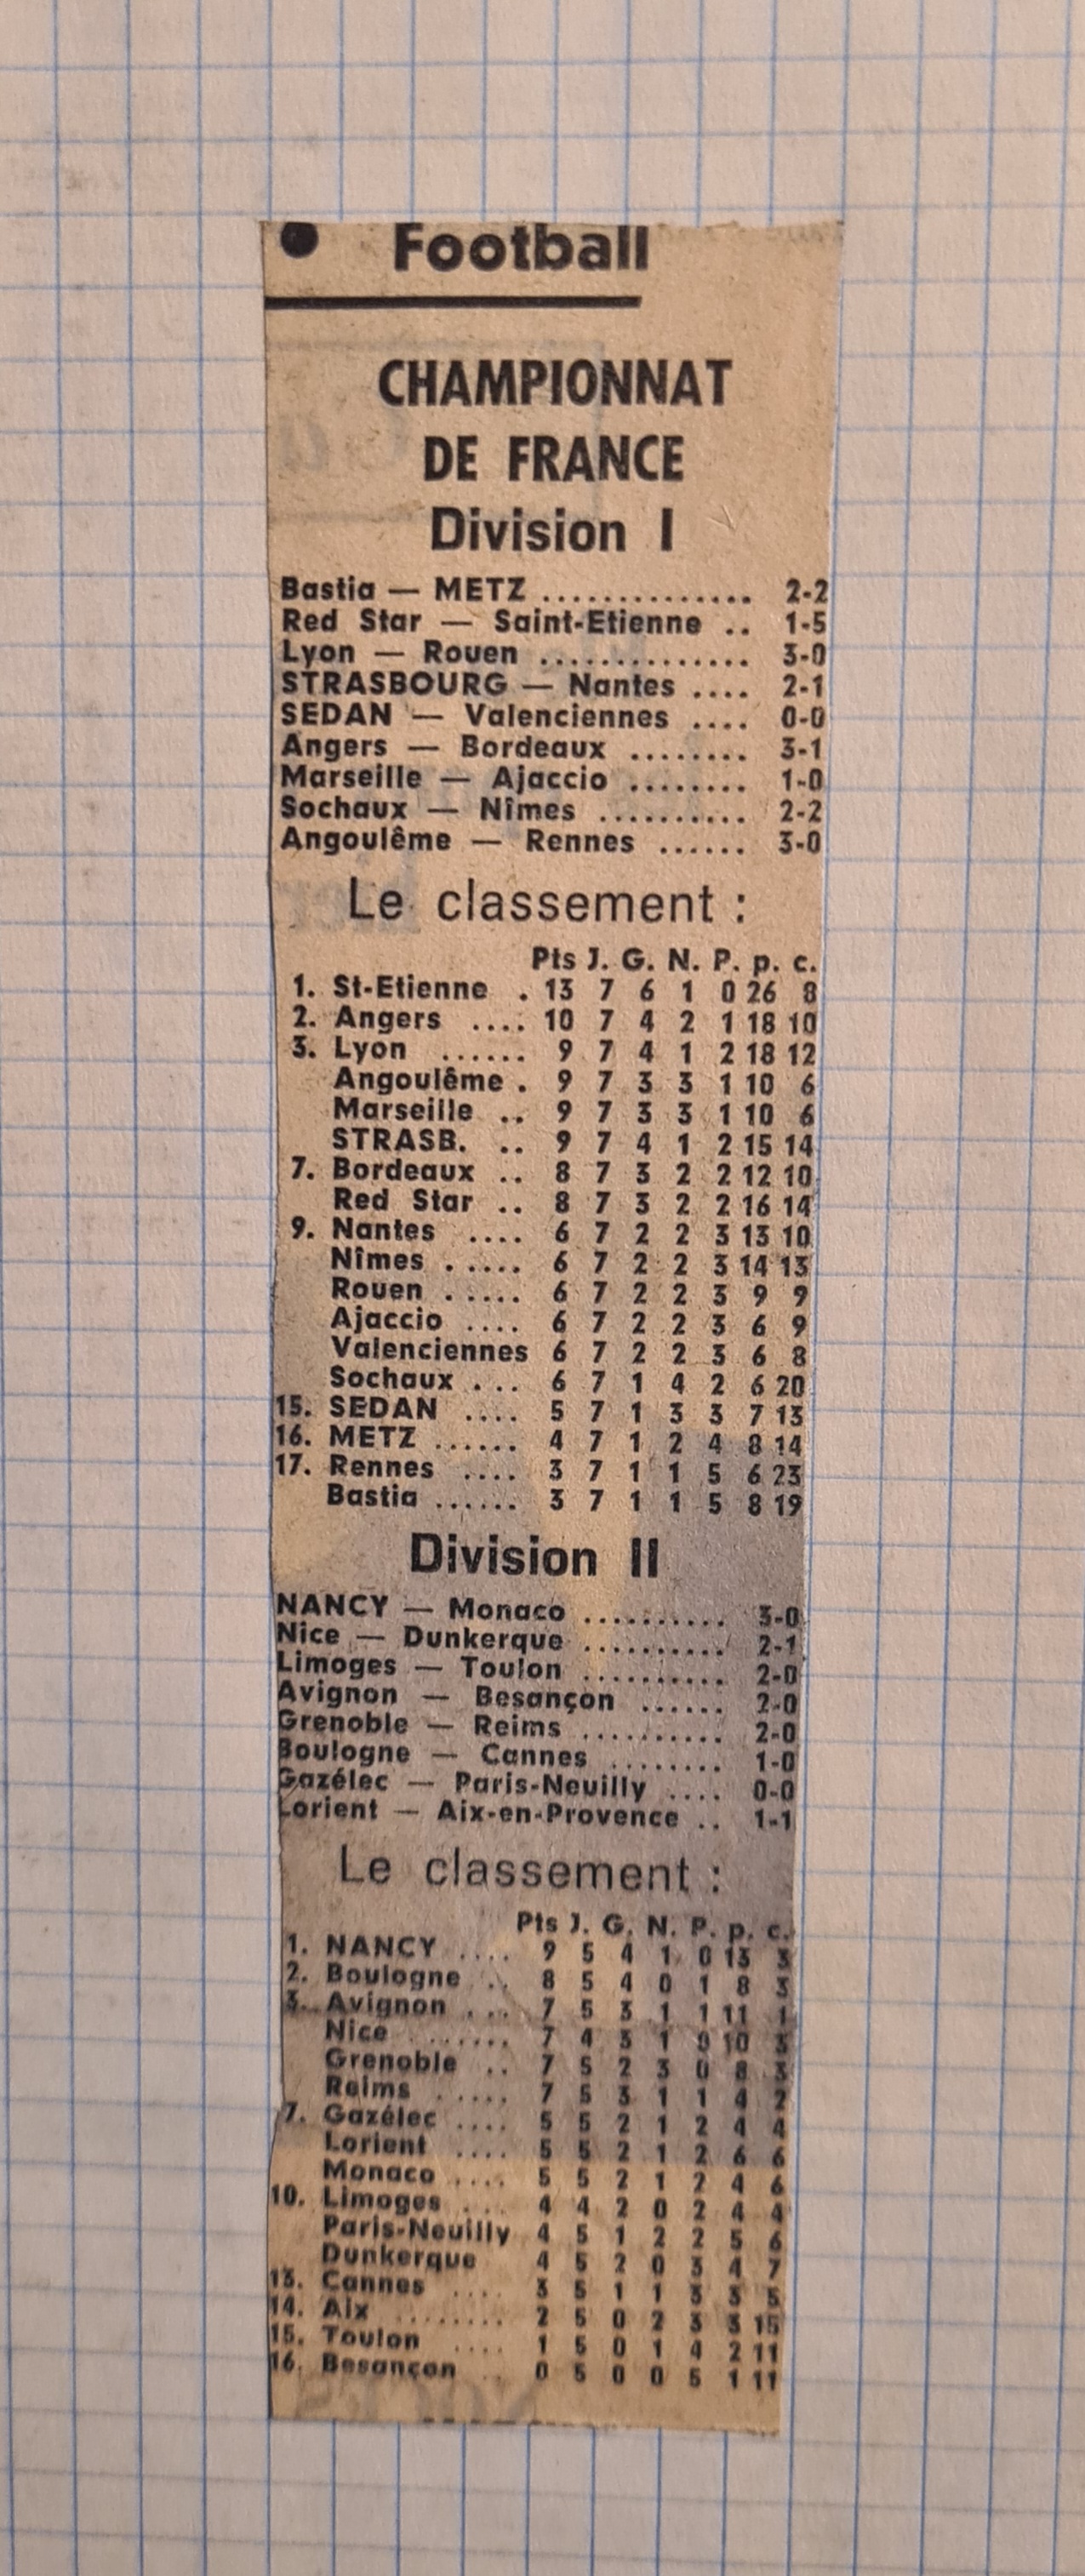 ● Football
CHAMPIONNAT
DE FRANCE
Division I
Bastia — METZ .............. 2-2
Red Star — Saint-Etienne .. 1-5
Lyon — Rouen .............. 3-0
STRASBOURG — Nantes .... 2-1
SEDAN — Valenciennes .... 0-0
Angers — Bordeaux ........ 3-1
Marseille — Ajaccio ........ 1-0
Sochaux — Nîmes .......... 2-2
Angoulême — Rennes ...... 3-0
Le classement :
Pts J. G. N. P. p. c.
1. St-Etienne . 13 7 6 1 0 26 8
2. Angers .... 10 7 4 2 1 18 10
3. Lyon ...... 9 7 4 1 2 18 12
Angoulême . 9 7 3 3 1 10 6
Marseille .. 9 7 3 3 1 10 6
STRASB. .. 9 7 4 1 2 15 14
7. Bordeaux .. 8 7 3 2 2 12 10
Red Star .. 8 7 3 2 2 16 14
9. Nantes .... 6 7 2 2 3 13 10
Nîmes ..... 6 7 2 2 3 14 13
Rouen ..... 6 7 2 2 3 9 9
Ajaccio .... 6 7 2 2 3 6 9
Valenciennes 6 7 2 2 3 6 8
Sochaux ... 6 7 1 4 2 6 20
15. SEDAN .... 5 7 1 3 3 7 13
16. METZ ...... 4 7 1 2 4 8 14
17. Rennes .... 3 7 1 1 5 6 23
Bastia ...... 3 7 1 1 5 8 19
Division II
NANCY — Monaco .......... 3-0
Nice — Dunkerque .......... 2-1
Limoges — Toulon .......... 2-0
Avignon — Besançon ...... 2-0
Grenoble — Reims .......... 2-0
Boulogne — Cannes ........ 1-0
Gazélec — Paris-Neuilly .... 0-0
Lorient — Aix-en-Provence .. 1-1
Le classement :
Pts J. G. N. P. p. c.
1. NANCY .... 9 5 4 1 0 13 3
2. Boulogne .. 8 5 4 0 1 8 3
3. Avignon ... 7 5 3 1 1 11 1
Nice ....... 7 4 3 1 0 10 3
Grenoble .. 7 5 2 3 0 8 3
Reims ..... 7 5 3 1 1 4 2
7. Gazélec .... 5 5 2 1 2 4 4
Lorient .... 5 5 2 1 2 6 6
Monaco .... 5 5 2 1 2 4 6
10. Limoges ... 4 4 2 0 2 4 4
Paris-Neuilly 4 5 1 2 2 5 6
Dunkerque 4 5 2 0 3 4 7
13. Cannes .... 3 5 1 1 3 3 5
14. Aix ........ 2 5 0 2 3 3 15
15. Toulon .... 1 5 0 1 4 2 11
16. Besançon .. 0 5 0 0 5 1 11